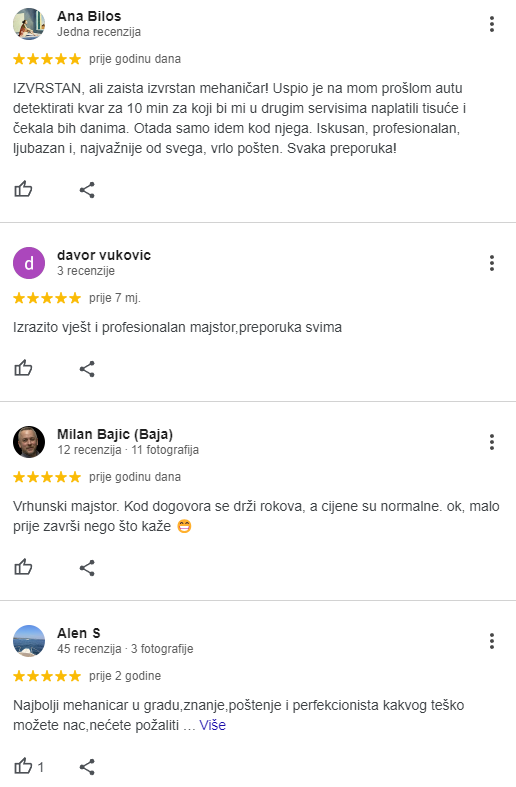 Ana Bilos
Jedna recenzija
prije godinu dana
IZVRSTAN, ali zaista izvrstan mehaničar! Uspio je na mom prošlom autu
detektirati kvar za 10 min za koji bi mi u drugim servisima naplatili tisuće i
čekala bih danima. Otada samo idem kod njega. Iskusan, profesionalan,
ljubazan i, najvažnije od svega, vrlo pošten. Svaka preporuka!
d
davor vukovic
3 recenzije
prije 7 mj.
Izrazito vješt i profesionalan majstor,preporuka svima
Milan Bajic (Baja)
12 recenzija · 11 fotografija
prije godinu dana
Vrhunski majstor. Kod dogovora se drži rokova, a cijene su normalne. ok, malo
prije završi nego što kaže 😁
Alen S
45 recenzija · 3 fotografije
prije 2 godine
Najbolji mehanicar u gradu,znanje,poštenje i perfekcionista kakvog teško
možete nac,nećete požaliti … Više
1